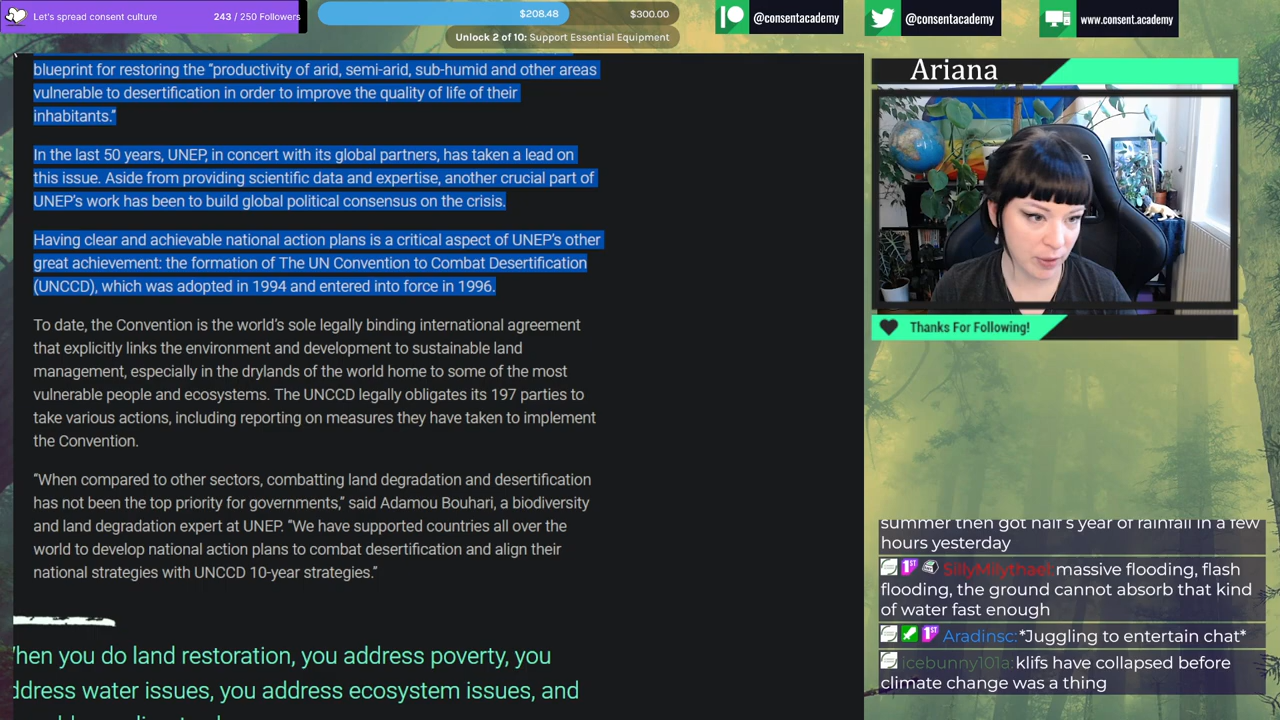 Let's spread consent culture
243 / 250 Followers
$208.48
$300.00
Unlock 2 of 10: Support Essential Equipment
@consentacademy
@consentacademy
www.consent.academy
blueprint for restoring the “productivity of arid, semi-arid, sub-humid and other areas
vulnerable to desertification in order to improve the quality of life of their
inhabitants.”
In the last 50 years, UNEP, in concert with its global partners, has taken a lead on
this issue. Aside from providing scientific data and expertise, another crucial part of
UNEP’s work has been to build global political consensus on the crisis.
Having clear and achievable national action plans is a critical aspect of UNEP’s other
great achievement: the formation of The UN Convention to Combat Desertification
(UNCCD), which was adopted in 1994 and entered into force in 1996.
To date, the Convention is the world’s sole legally binding international agreement
that explicitly links the environment and development to sustainable land
management, especially in the drylands of the world home to some of the most
vulnerable people and ecosystems. The UNCCD legally obligates its 197 parties to
take various actions, including reporting on measures they have taken to implement
the Convention.
“When compared to other sectors, combatting land degradation and desertification
has not been the top priority for governments,” said Adamou Bouhari, a biodiversity
and land degradation expert at UNEP. “We have supported countries all over the
world to develop national action plans to combat desertification and align their
national strategies with UNCCD 10-year strategies.”
hen you do land restoration, you address poverty, you
ddress water issues, you address ecosystem issues, and
Ariana
Thanks For Following!
summer then got half's year of rainfall in a few
hours yesterday
1ST SillyMilythael: massive flooding, flash
flooding, the ground cannot absorb that kind
of water fast enough
1ST Aradinsc: *Juggling to entertain chat*
icebunny101a: klifs have collapsed before
climate change was a thing